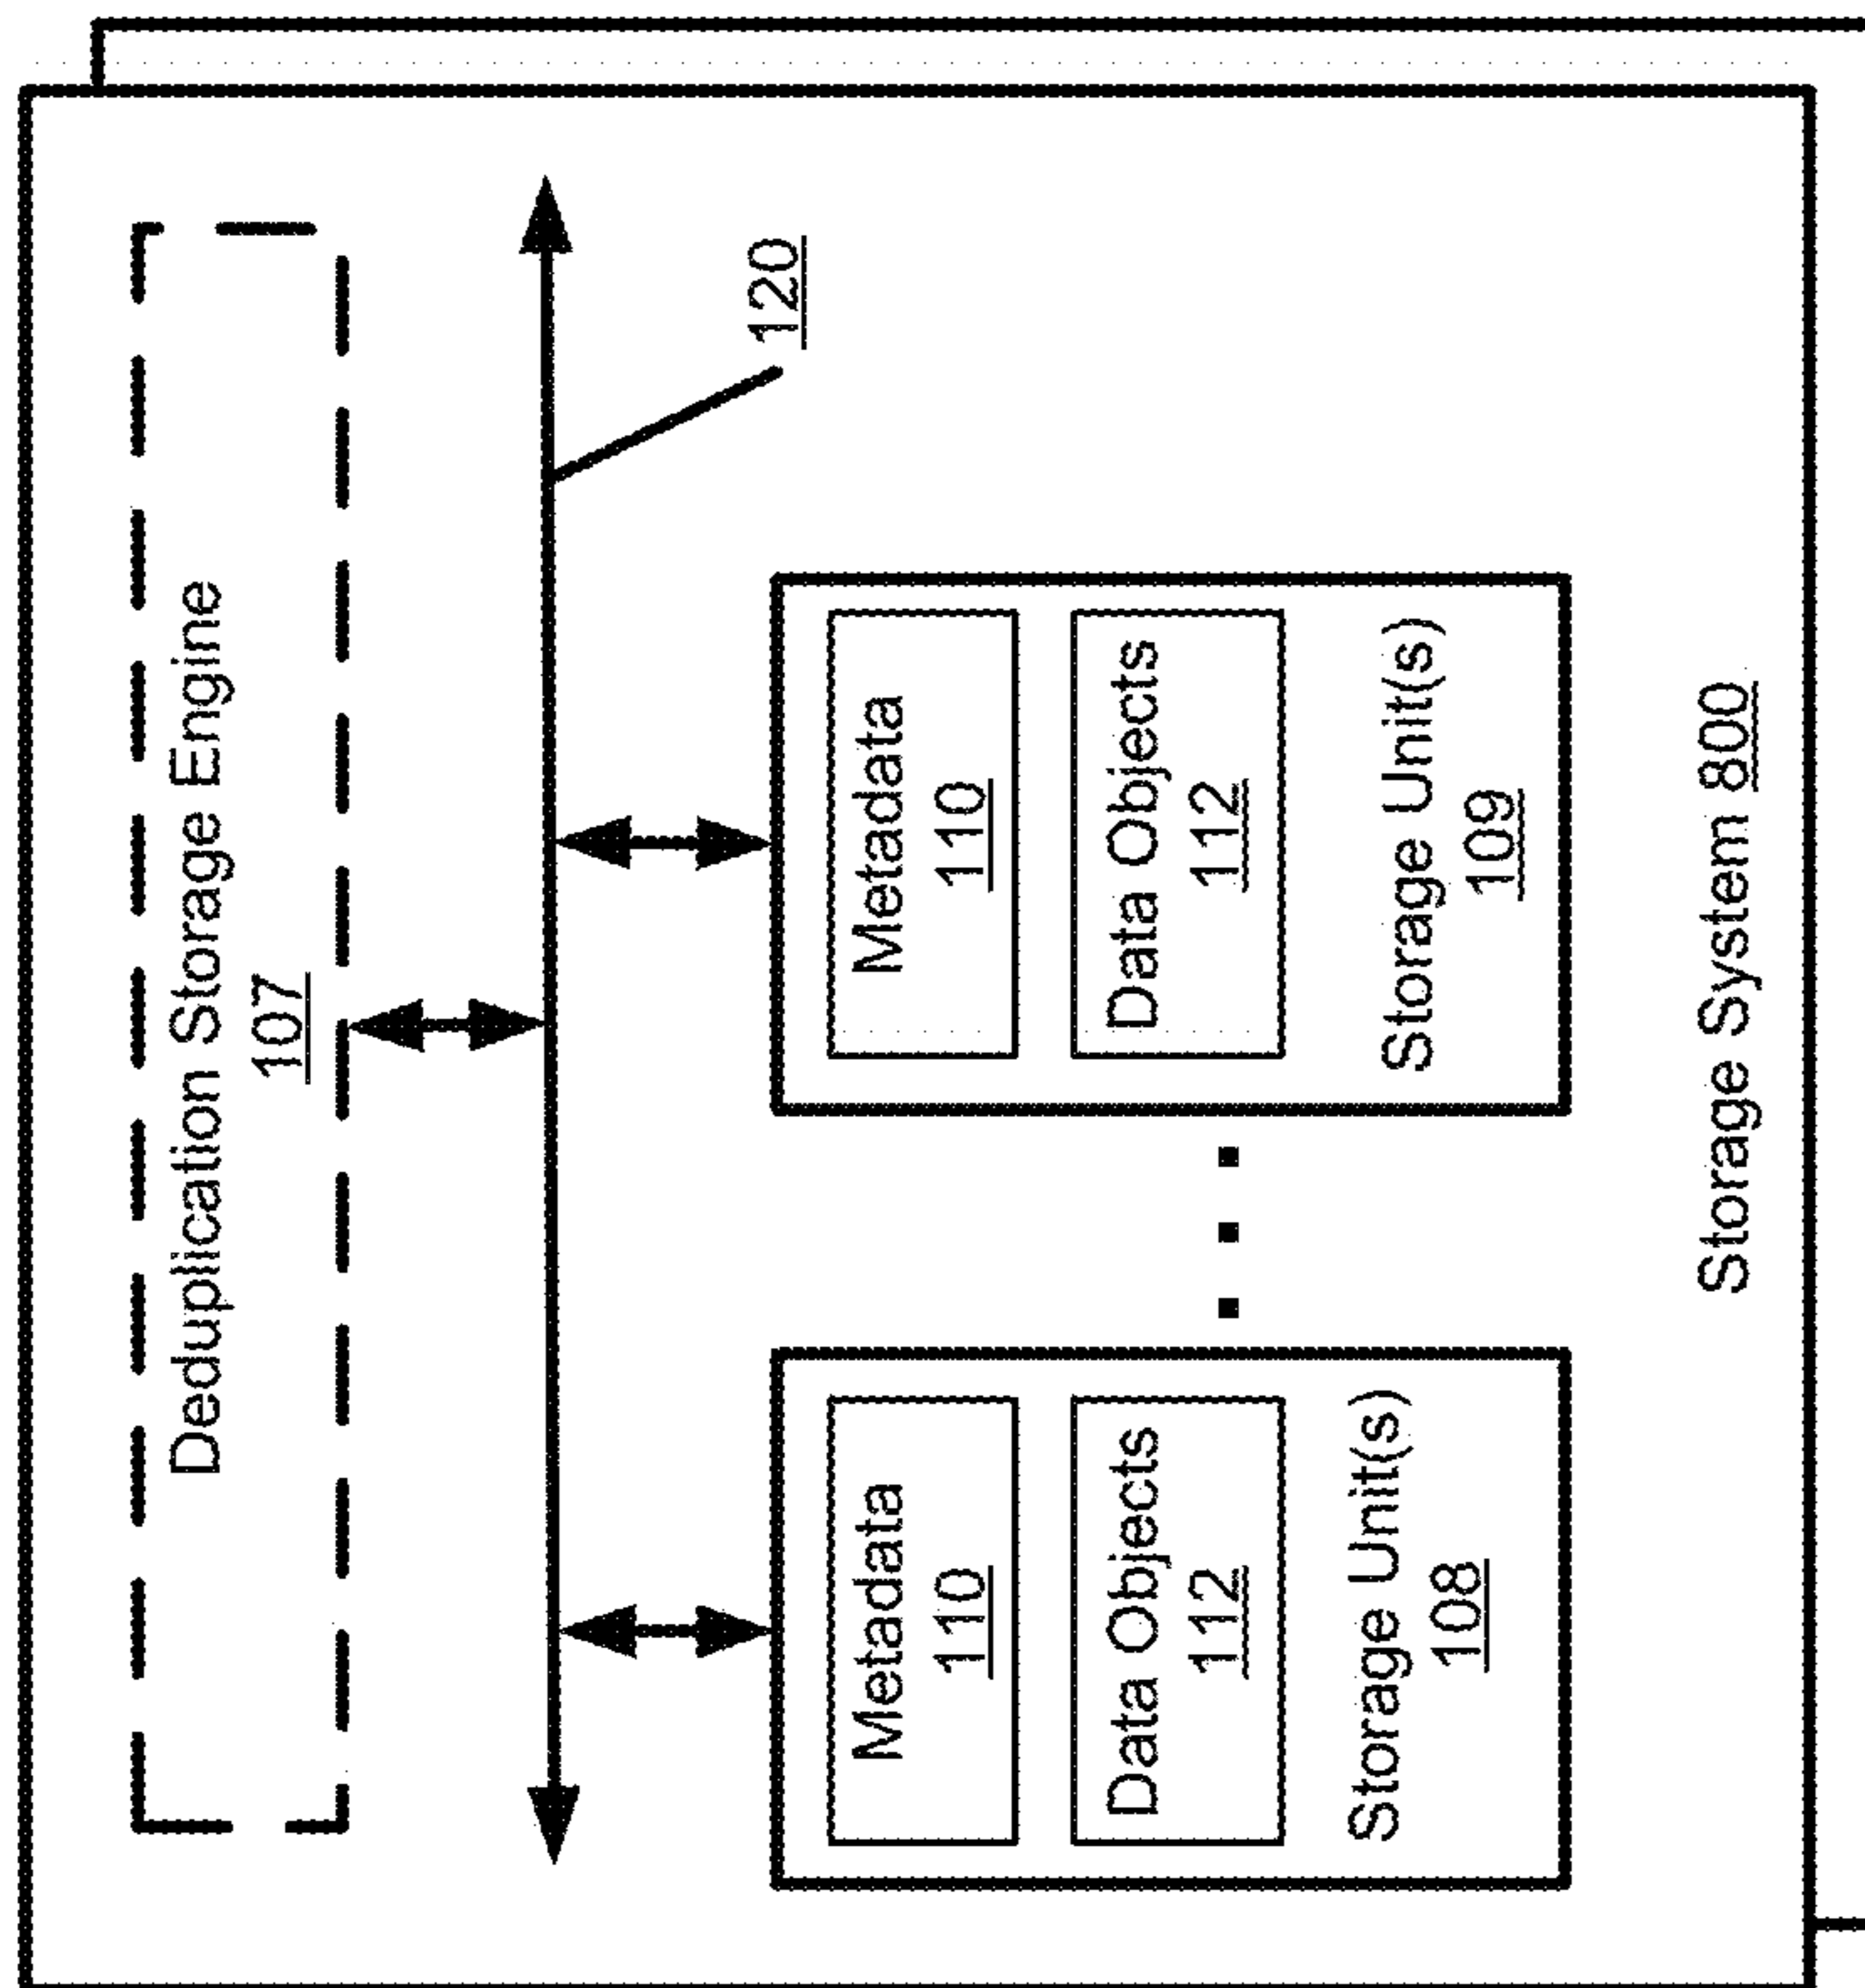 Deduplication Storage Engine
107
120
Metadata
110
Data Objects
112
Storage Unit(s)
108
Metadata
110
Data Objects
112
Storage Unit(s)
109
Storage System 800